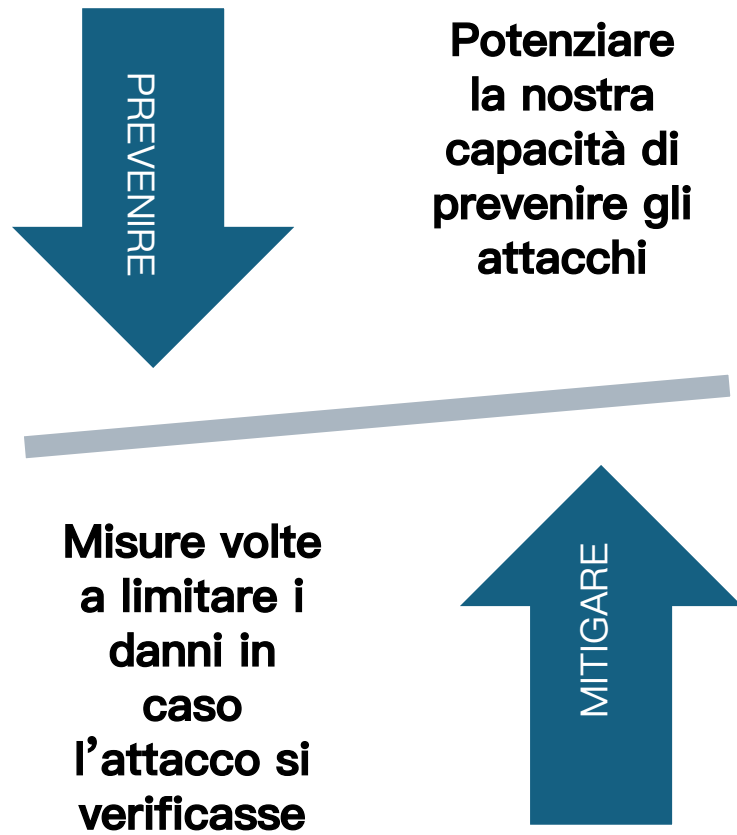 PREVENIRE
Potenziare
la nostra
capacità di
prevenire gli
attacchi
Misure volte
a limitare i
danni in
caso
l’attacco si
verificasse
MITIGARE